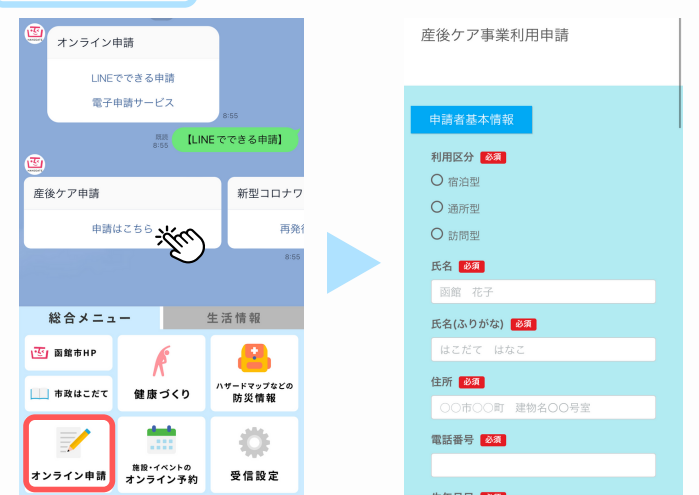 オンライン申請
LINEでできる申請
電子申請サービス
8:55
既読
8:55
【LINEでできる申請】
産後ケア申請
申請はこちら
新型コロナワ
再発行
8:55
総合メニュー
生活情報
函館市HP
市政はこだて
健康づくり
ハザードマップなどの
防災情報
オンライン申請
施設・イベントの
オンライン予約
受信設定
産後ケア事業利用申請
申請者基本情報
利用区分 必須
宿泊型
通所型
訪問型
氏名 必須
函館 花子
氏名(ふりがな) 必須
はこだて はなこ
住所 必須
〇〇市〇〇町 建物名〇〇号室
電話番号 必須